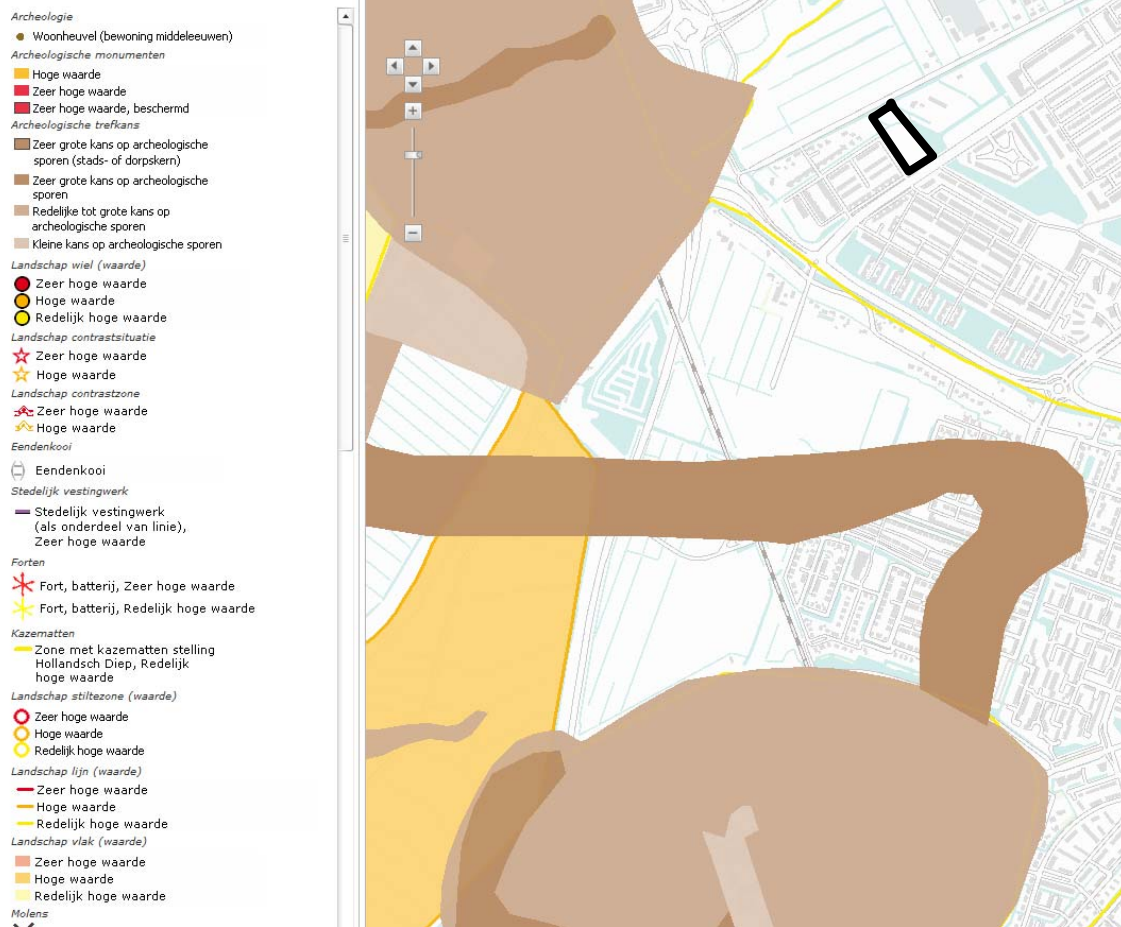 Archeologie
Woonheuvel (bewoning middeleeuwen)
Archeologische monumenten
Hoge waarde
Zeer hoge waarde
Zeer hoge waarde, beschermd
Archeologische trefkans
Zeer grote kans op archeologische
sporen (stads- of dorpskern)
Zeer grote kans op archeologische
sporen
Redelijke tot grote kans op
archeologische sporen
Kleine kans op archeologische sporen
Landschap wiel (waarde)
Zeer hoge waarde
Hoge waarde
Redelijk hoge waarde
Landschap contrastsituatie
Zeer hoge waarde
Hoge waarde
Landschap contrastzone
Zeer hoge waarde
Hoge waarde
Eendenkooi
Eendenkooi
Stedelijk vestingwerk
Stedelijk vestingwerk
(als onderdeel van linie),
Zeer hoge waarde
Forten
Fort, batterij, Zeer hoge waarde
Fort, batterij, Redelijk hoge waarde
Kazematten
Zone met kazematten stelling
Hollandsch Diep, Redelijk
hoge waarde
Landschap stiltezone (waarde)
Zeer hoge waarde
Hoge waarde
Redelijk hoge waarde
Landschap lijn (waarde)
Zeer hoge waarde
Hoge waarde
Redelijk hoge waarde
Landschap vlak (waarde)
Zeer hoge waarde
Hoge waarde
Redelijk hoge waarde
Molens